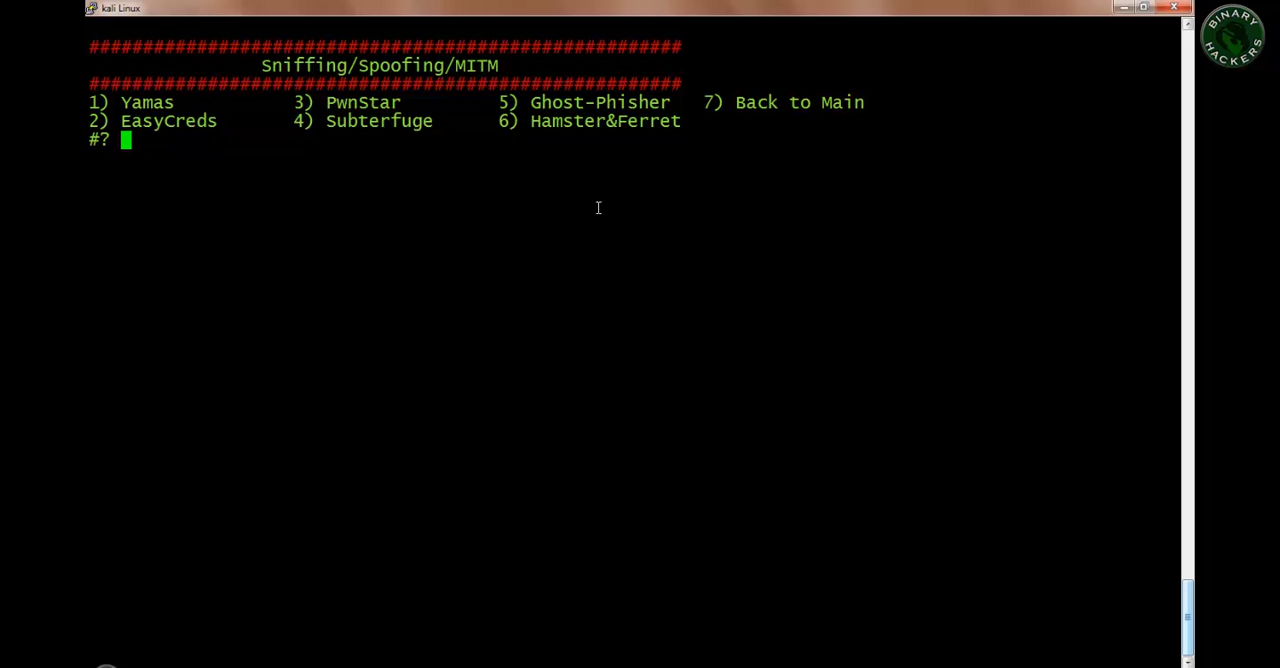 kali Linux
BINARY
HACKERS
#######################################################
Sniffing/Spoofing/MITM
#######################################################
1) Yamas 3) PwnStar 5) Ghost-Phisher 7) Back to Main
2) EasyCreds 4) Subterfuge 6) Hamster&Ferret
#?